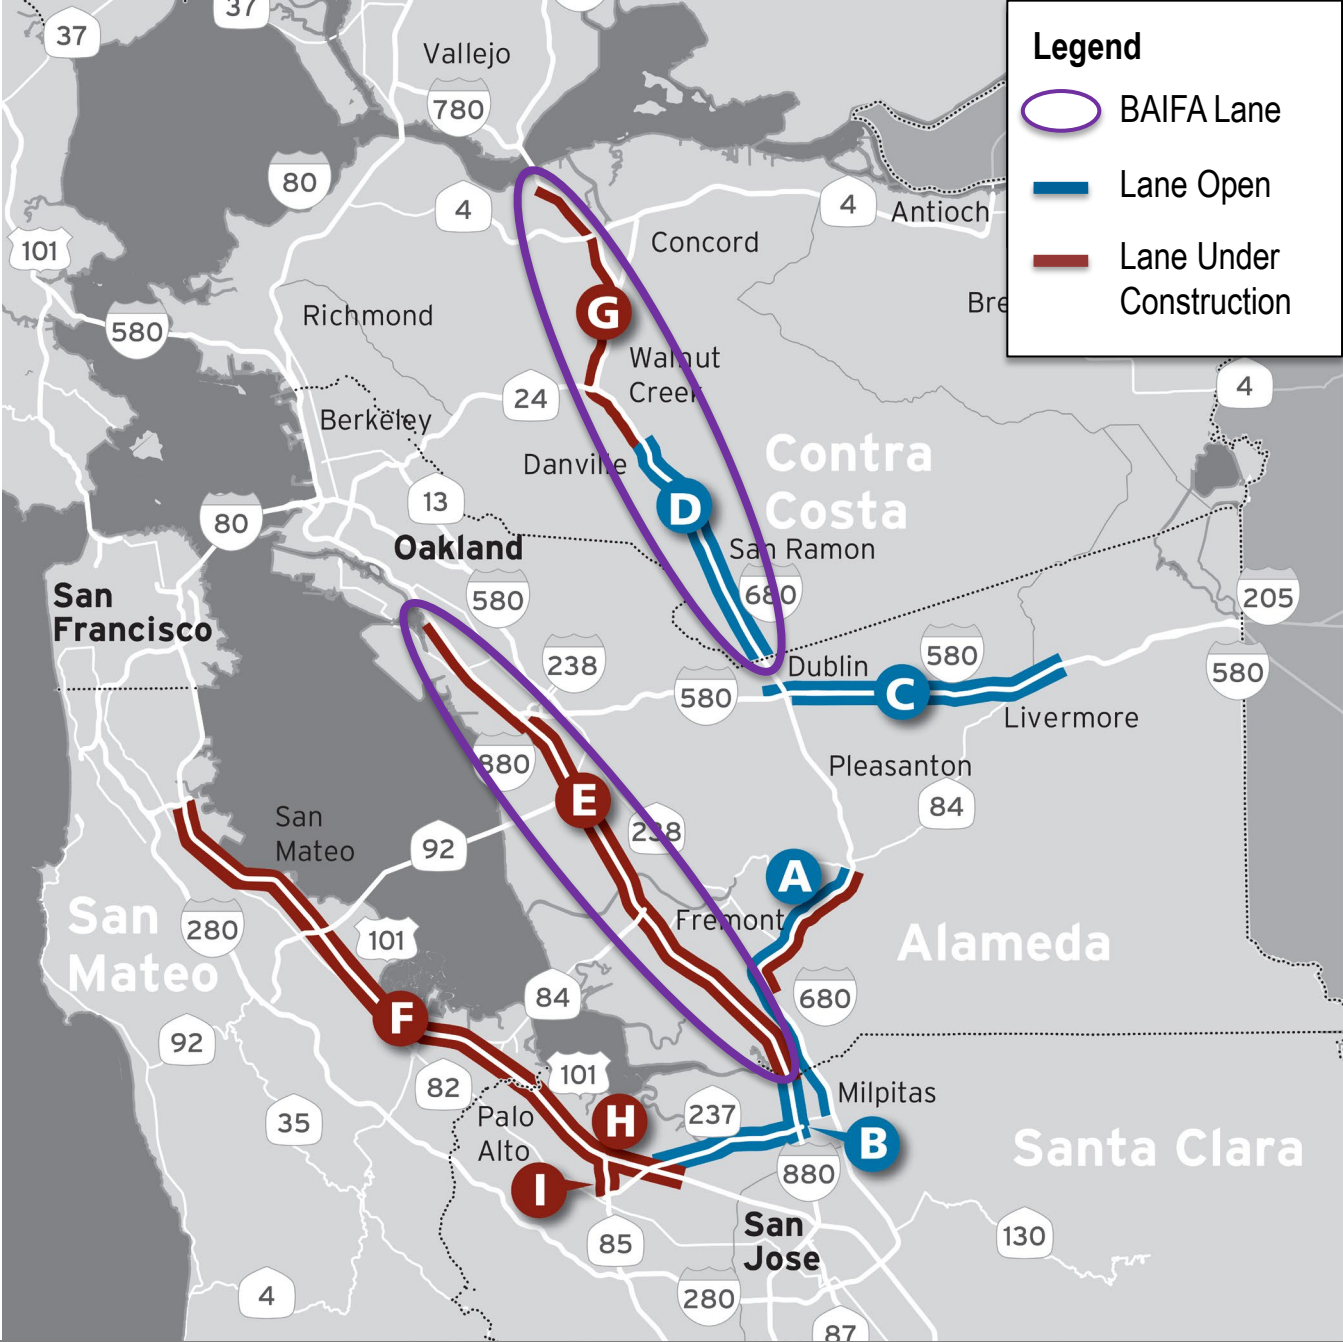 37
37
Vallejo
780
80
4
4
Antioch
101
Concord
Richmond
580
Bre
G
Walnut
Creek
24
4
Berkeley
Danville
Contra
Costa
13
D
80
Oakland
San Ramon
580
680
205
San
Francisco
238
Dublin
580
580
C
580
Livermore
880
Pleasanton
E
84
San
Mateo
238
92
A
San
Mateo
280
101
Fremont
Alameda
680
84
F
92
82
101
Milpitas
35
Palo
Alto
H
237
B
Santa Clara
I
880
85
San
Jose
130
4
280
87
Legend
BAIFA Lane
Lane Open
Lane Under
Construction